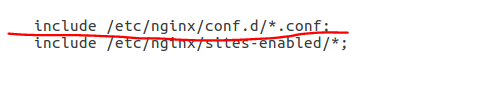 include /etc/nginx/conf.d/*.conf;
include /etc/nginx/sites-enabled/*;